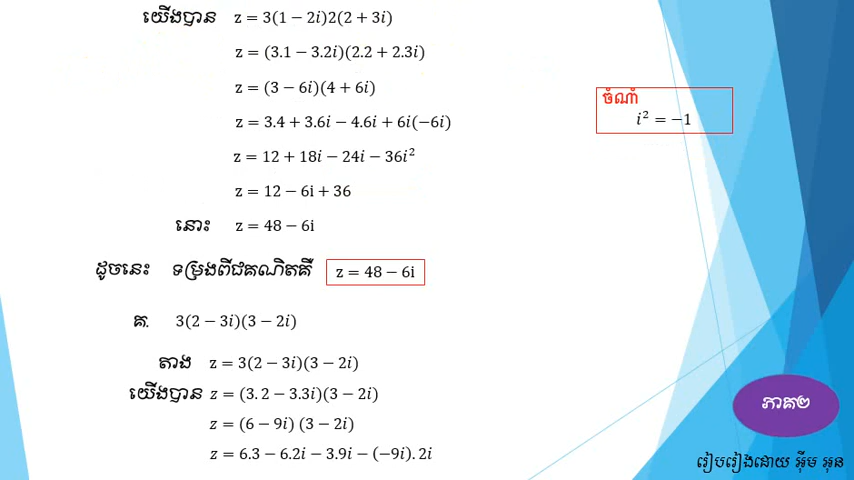 យើងបាន z = 3(1 − 2i)2(2 + 3i)
z = (3.1 − 3.2i)(2.2 + 2.3i)
z = (3 − 6i)(4 + 6i)
z = 3.4 + 3.6i − 4.6i + 6i(−6i)
z = 12 + 18i − 24i − 36i²
z = 12 − 6i + 36
នោះ z = 48 − 6i
ចំណាំ
i² = −1
ដូចនេះ ទម្រង់ពីជគណិតគឺ z = 48 − 6i
គ. 3(2 − 3i)(3 − 2i)
តាង z = 3(2 − 3i)(3 − 2i)
យើងបាន z = (3.2 − 3.3i)(3 − 2i)
z = (6 − 9i) (3 − 2i)
z = 6.3 − 6.2i − 3.9i − (−9i).2i
ភាគ២
រៀបរៀងដោយ អ៊ីម អុន